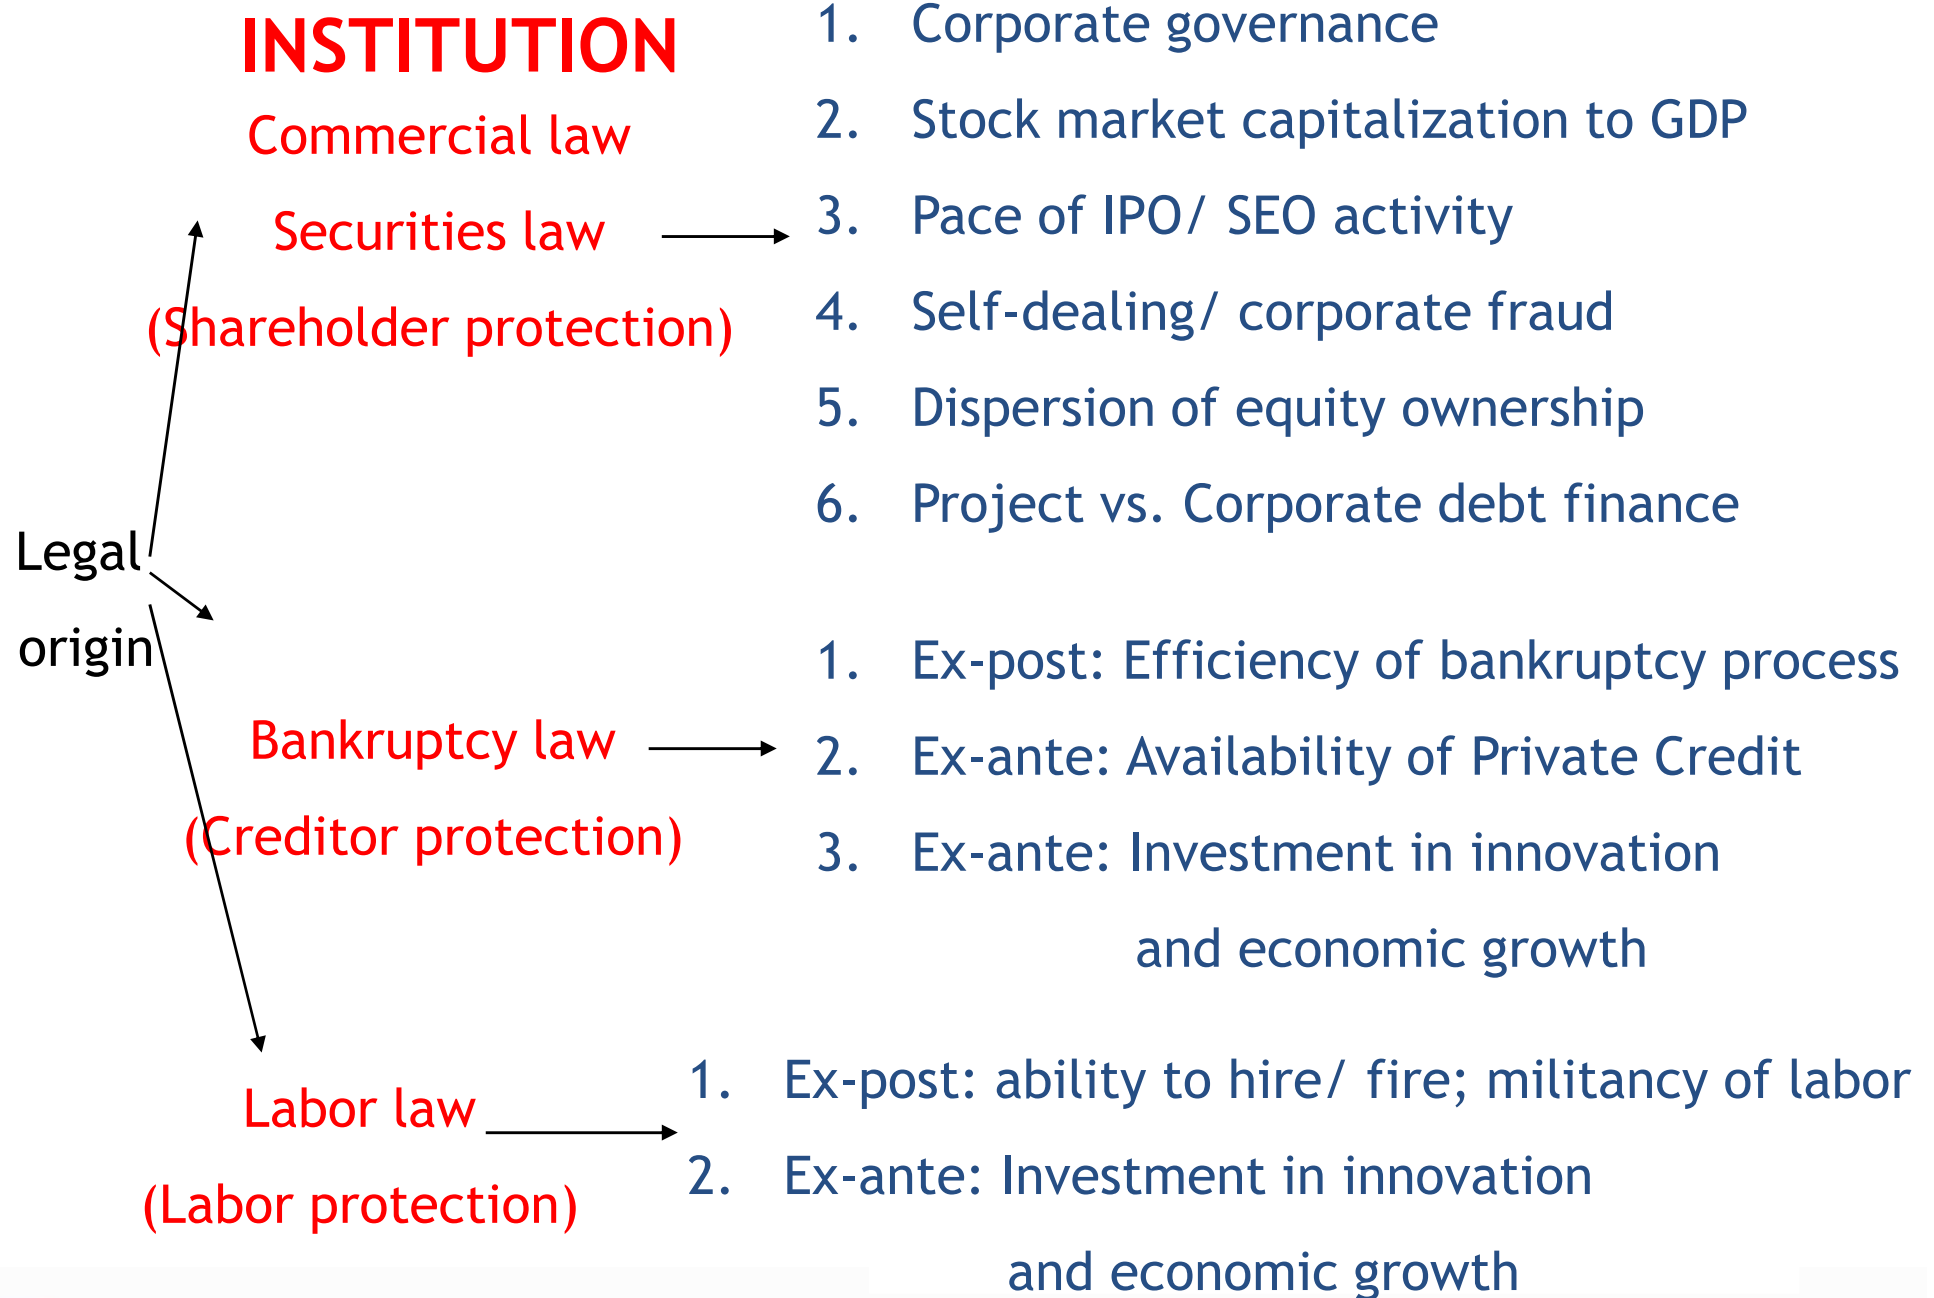 INSTITUTION
Commercial law
Securities law
(Shareholder protection)
1. Corporate governance
2. Stock market capitalization to GDP
3. Pace of IPO/ SEO activity
4. Self-dealing/ corporate fraud
5. Dispersion of equity ownership
6. Project vs. Corporate debt finance
Legal
origin
Bankruptcy law
(Creditor protection)
1. Ex-post: Efficiency of bankruptcy process
2. Ex-ante: Availability of Private Credit
3. Ex-ante: Investment in innovation
and economic growth
Labor law
(Labor protection)
1. Ex-post: ability to hire/ fire; militancy of labor
2. Ex-ante: Investment in innovation
and economic growth